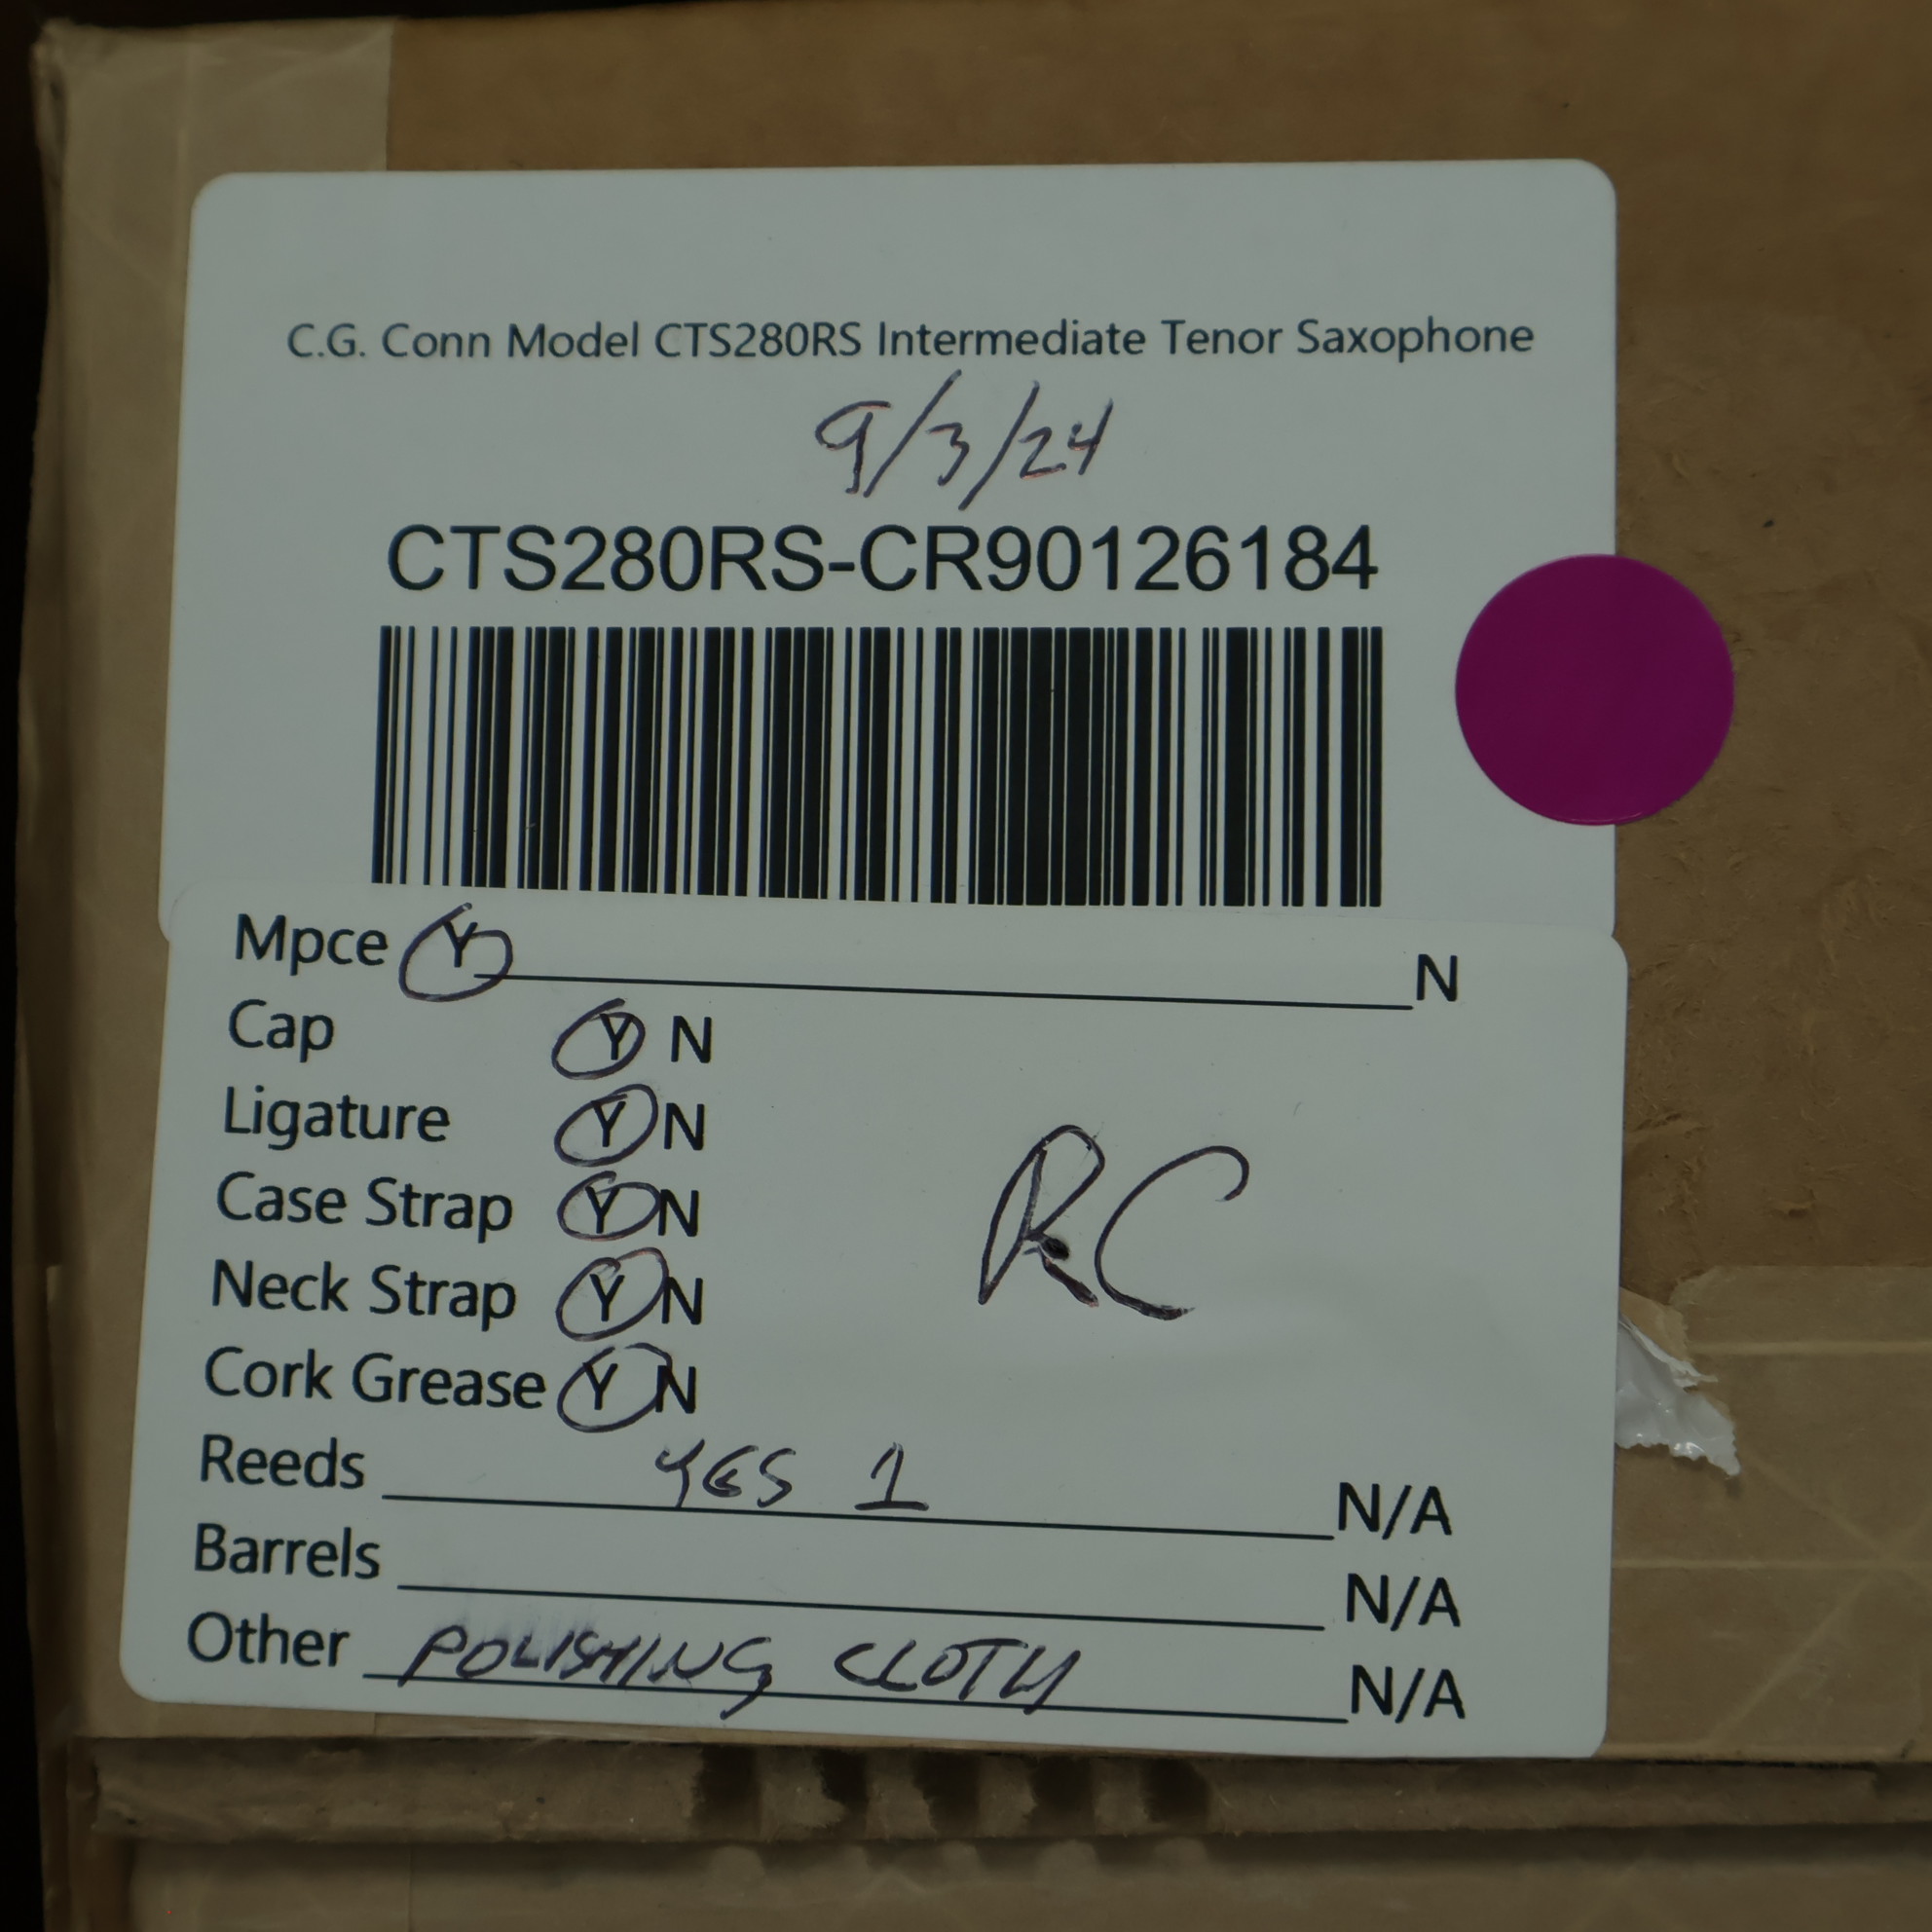 C.G. Conn Model CTS280RS Intermediate Tenor Saxophone
9/3/24
CTS280RS-CR90126184
Mpce Y N
Cap Y N
Ligature Y N
Case Strap Y N
Neck Strap Y N
Cork Grease Y N
RC
Reeds YES 1 N/A
Barrels N/A
Other POLISHING CLOTH N/A